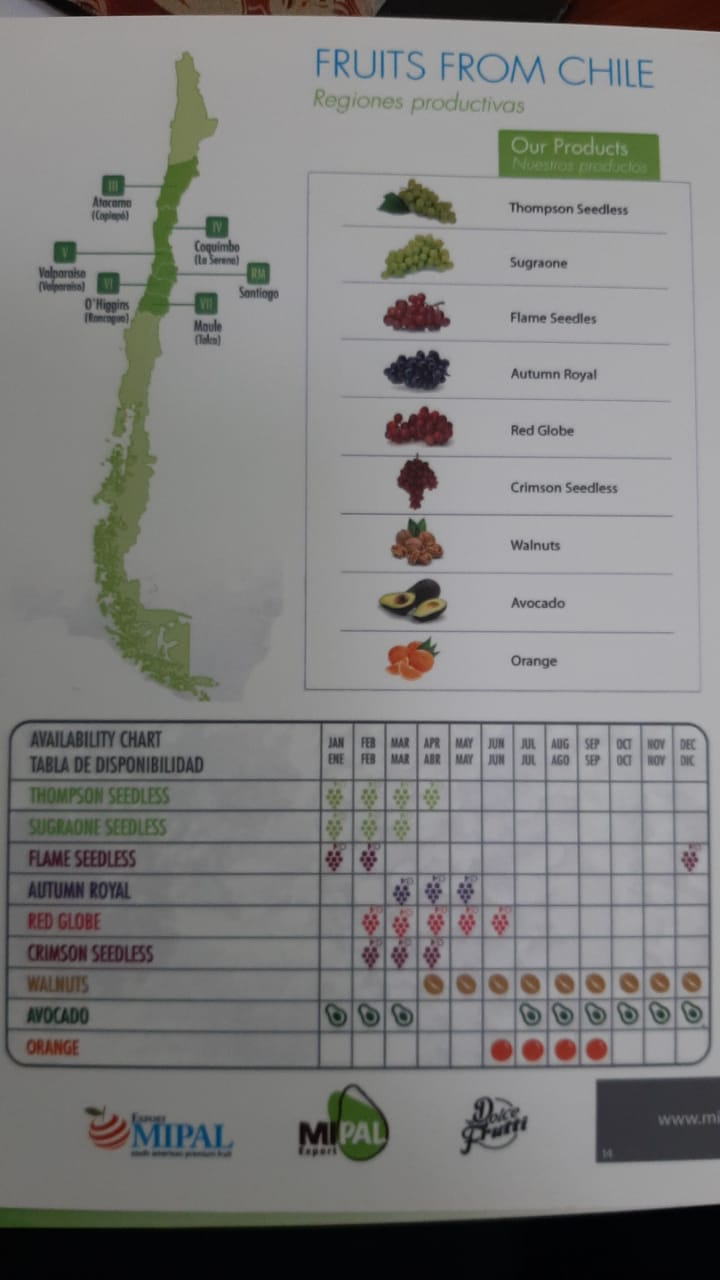 FRUITS FROM CHILE
Regiones productivas
III
Atacama
(Copiapó)
IV
Coquimbo
(La Serena)
V
Valparaiso
(Valparaiso)
RM
Santiago
VI
O'Higgins
(Rancagua)
VII
Maule
(Talca)
Our Products
Nuestros productos
Thompson Seedless
Sugraone
Flame Seedles
Autumn Royal
Red Globe
Crimson Seedless
Walnuts
Avocado
Orange
AVAILABILITY CHART JAN FEB MAR APR MAY JUN JUL AUG SEP OCT NOV DEC
TABLA DE DISPONIBILIDAD ENE FEB MAR ABR MAY JUN JUL AGO SEP OCT NOV DIC
THOMPSON SEEDLESS
SUGRAONE SEEDLESS
FLAME SEEDLESS
AUTUMN ROYAL
RED GLOBE
CRIMSON SEEDLESS
WALNUTS
AVOCADO
ORANGE
Export
MIPAL
south american premium fruit
MIPAL
Export
Dolce
Frutti
www.mi
14